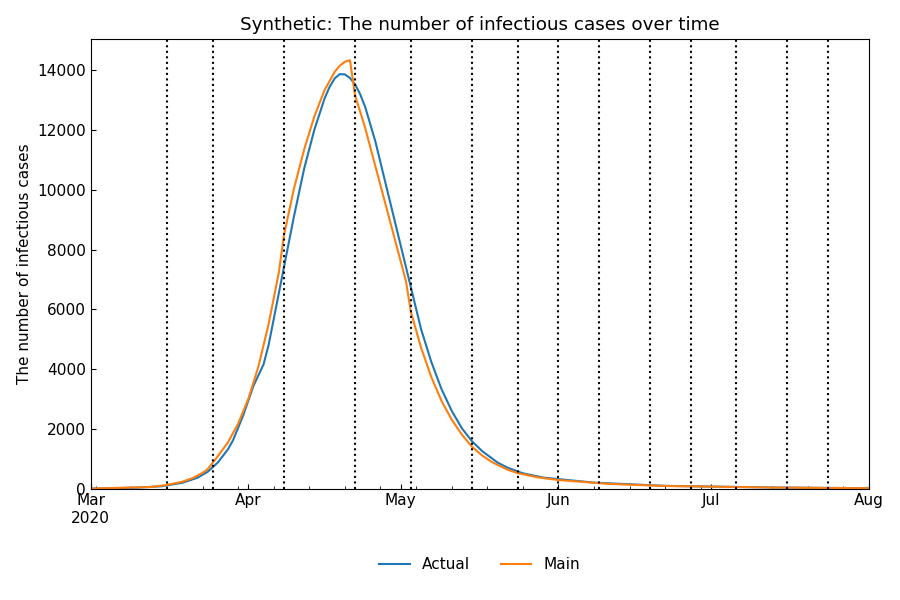 Synthetic: The number of infectious cases over time
The number of infectious cases
14000
12000
10000
8000
6000
4000
2000
0
Mar Apr May Jun Jul Aug
2020
Actual Main